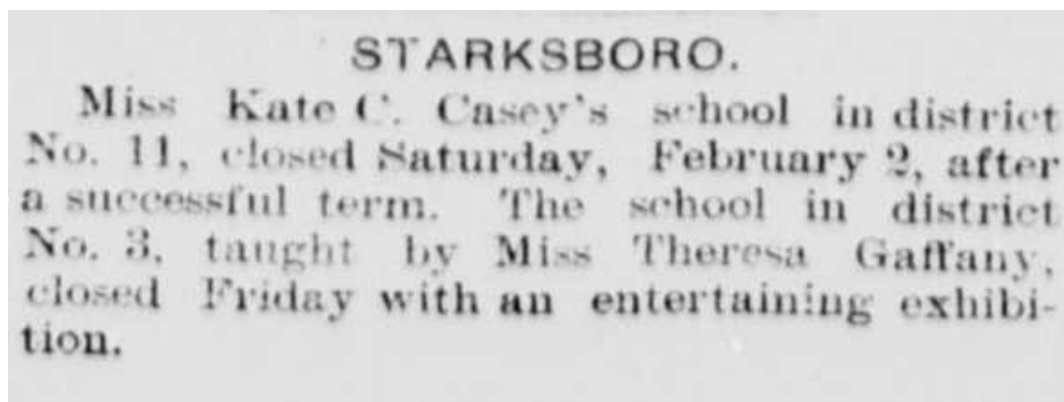 STARKSBORO.
Miss Kate C. Casey's school in district
No. 11, closed Saturday, February 2, after
a successful term. The school in district
No. 3, taught by Miss Theresa Gaffany,
closed Friday with an entertaining exhibi-
tion.